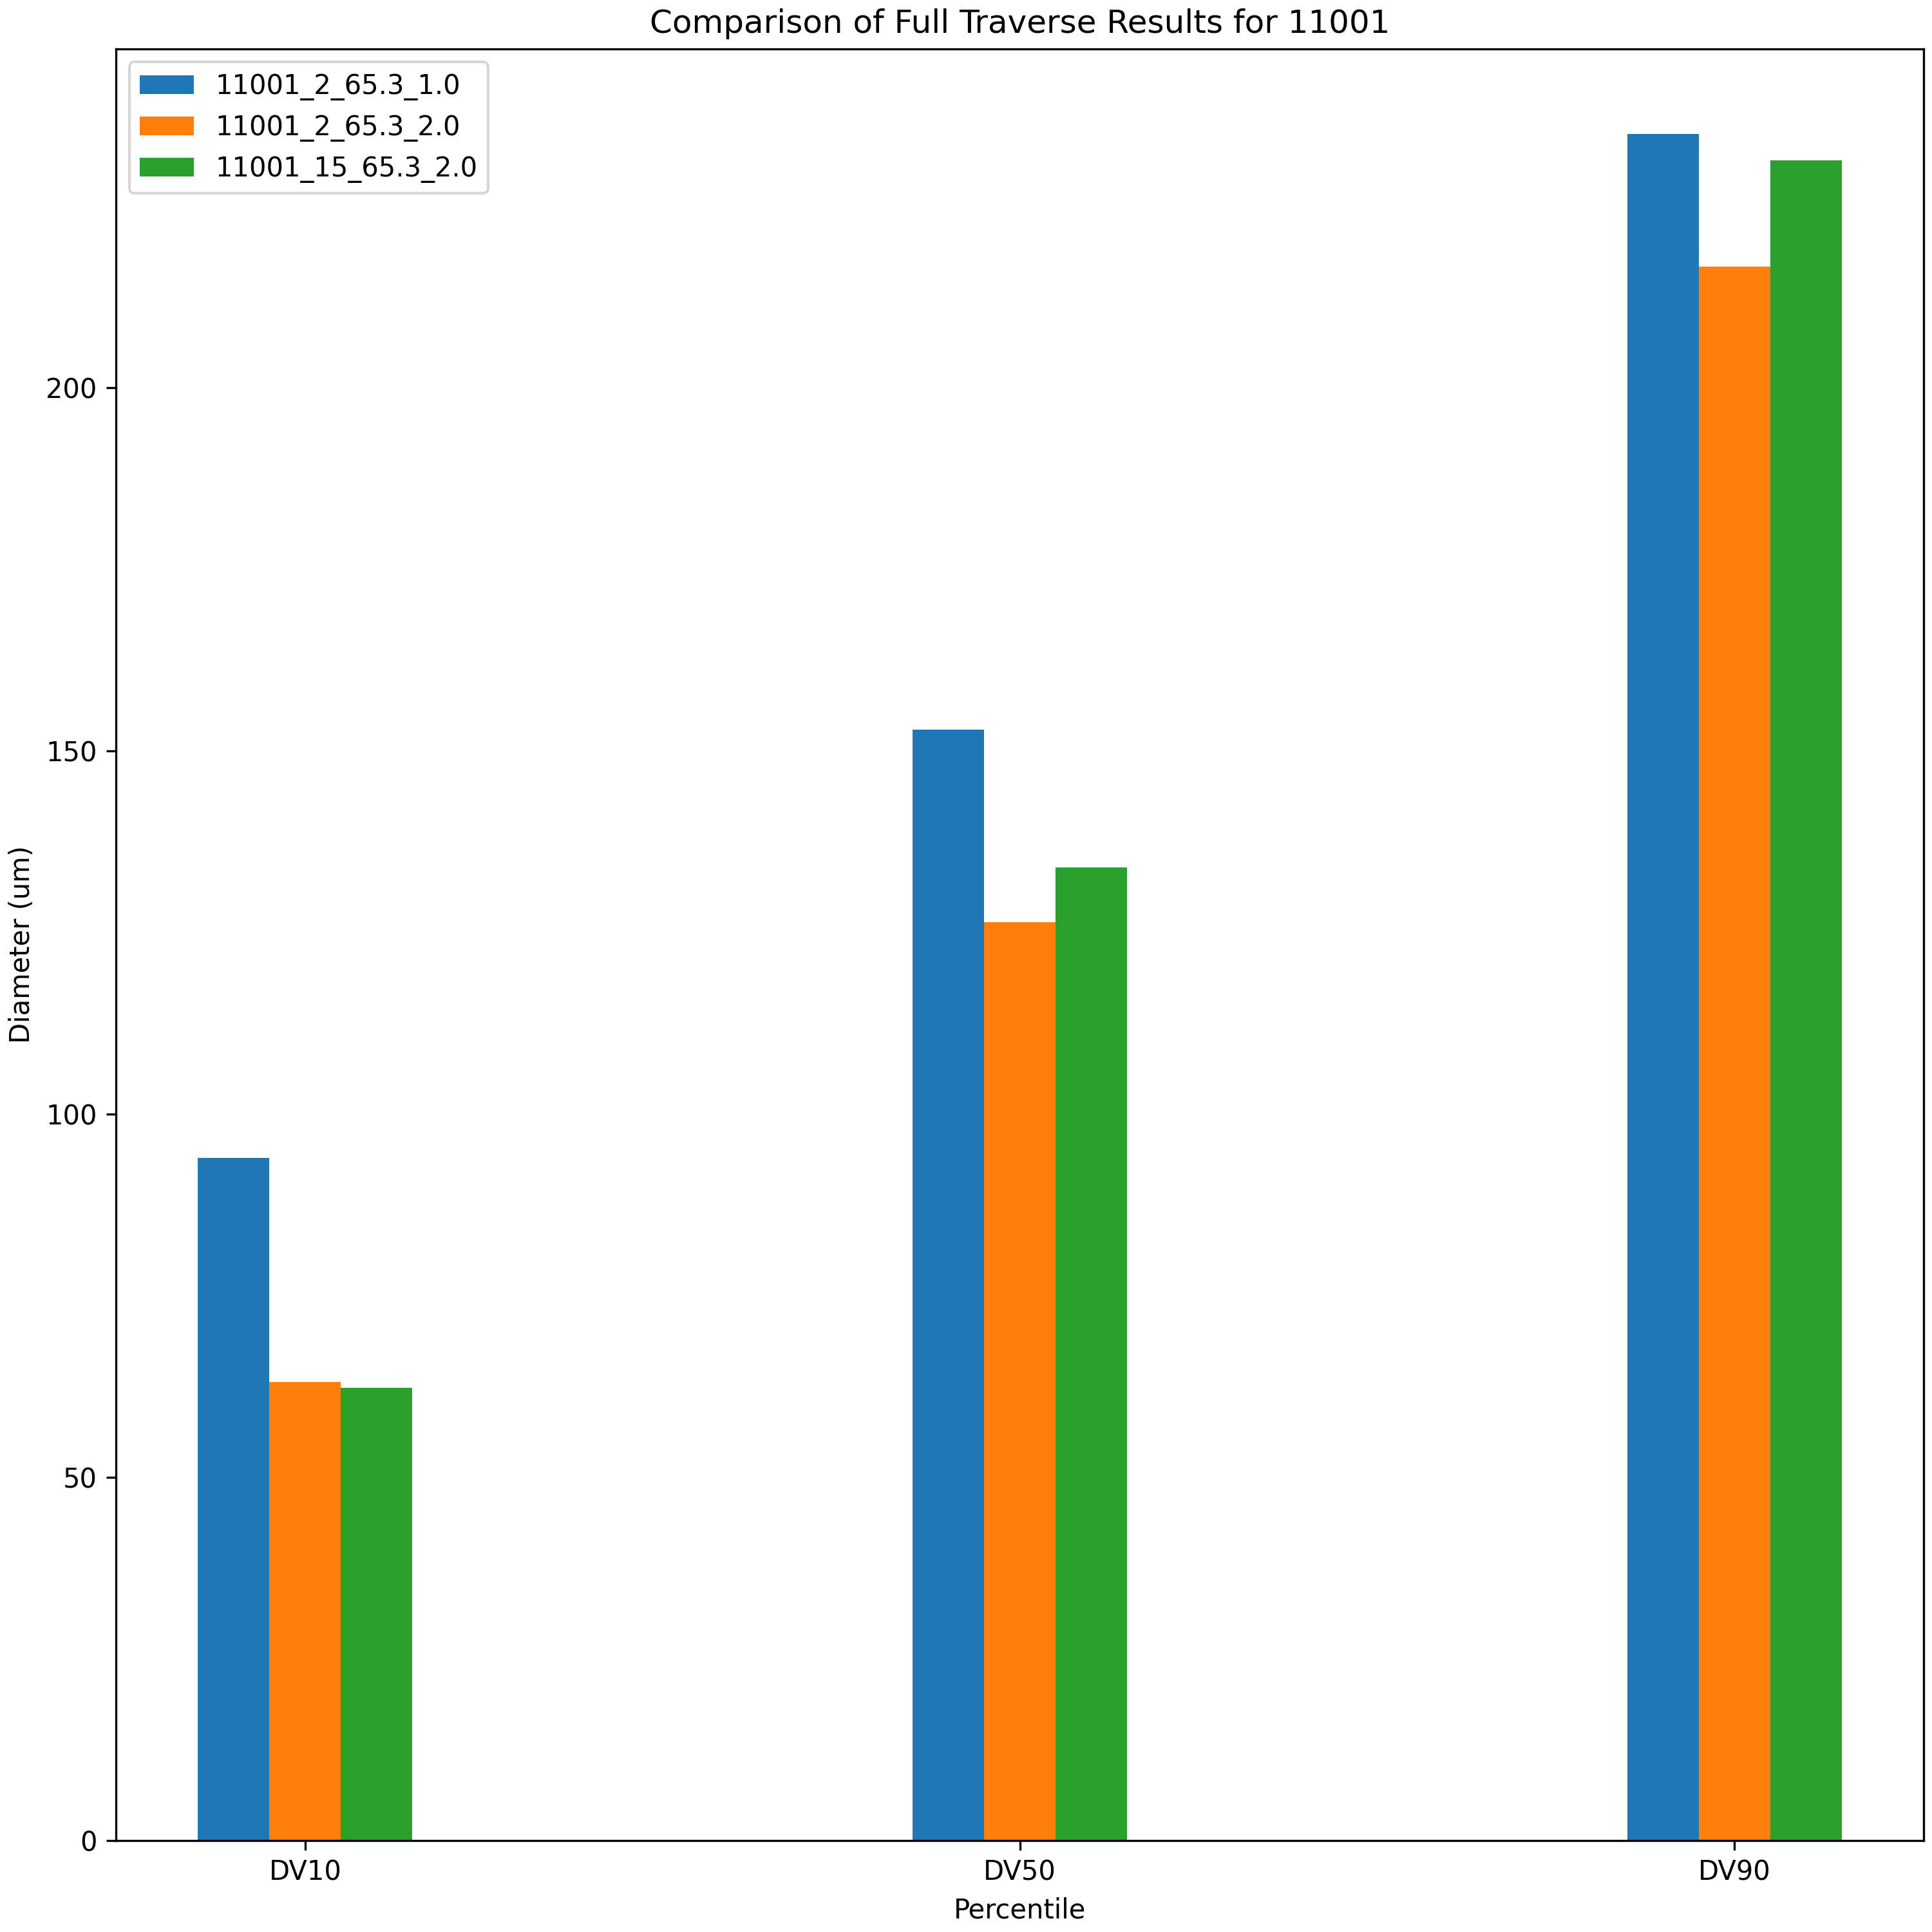 Comparison of Full Traverse Results for 11001
11001_2_65.3_1.0
11001_2_65.3_2.0
11001_15_65.3_2.0
200
150
100
50
0
Diameter (um)
DV10
DV50
DV90
Percentile